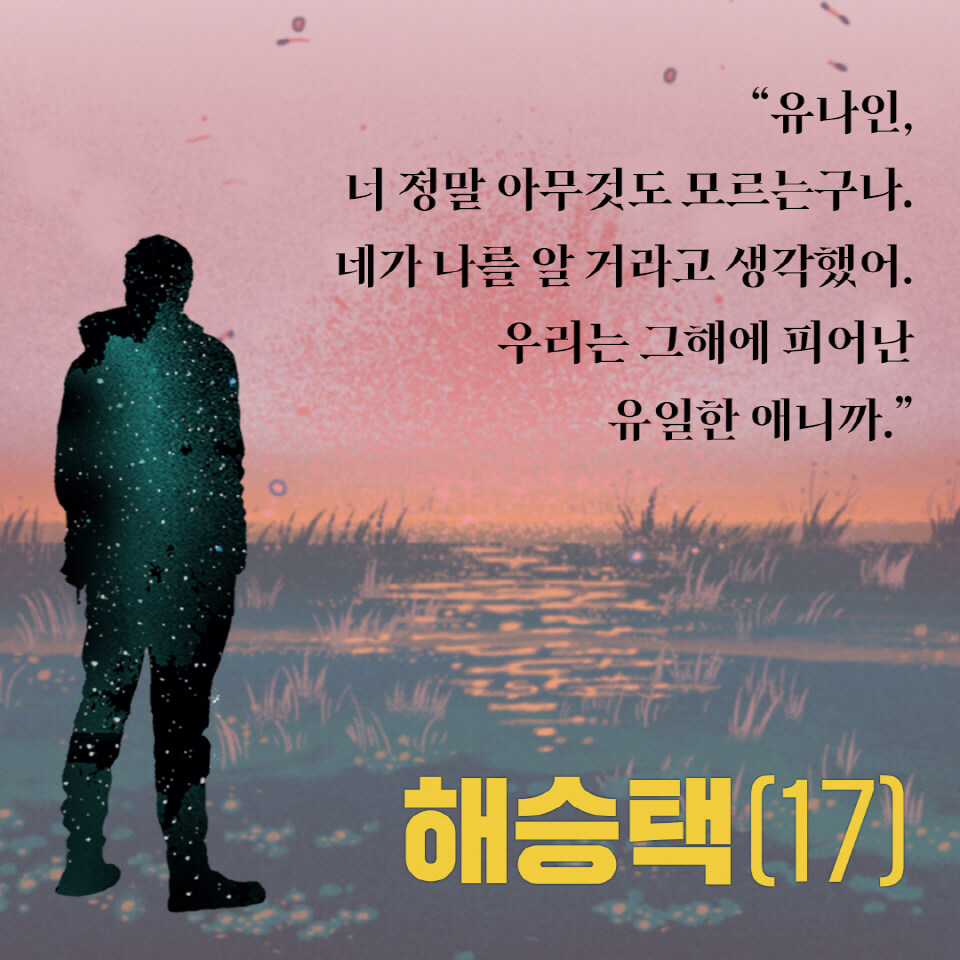 “유나인,
너 정말 아무것도 모르는구나.
네가 나를 알 거라고 생각했어.
우리는 그해에 피어난
유일한 애니까.”
해승택(17)